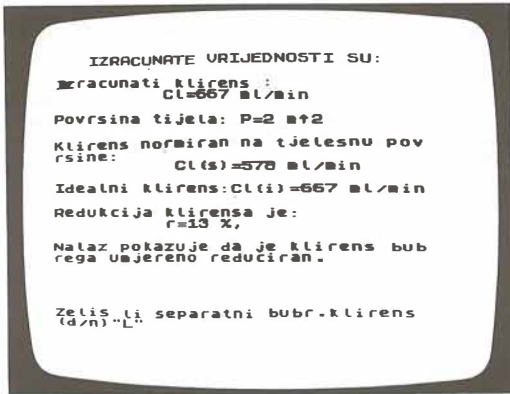 IZRACUNATE VRIJEDNOSTI SU:
Izracunati klirens :
Cl=667 ml/min
Povrsina tijela: P=2 m↑2
Klirens normiran na tjelesnu pov
rsine:
Cl(s)=578 ml/min
Idealni klirens:Cl(i)=667 ml/min
Redukcija klirensa je:
r=13 %,
Nalaz pokazuje da je klirens bub
rega umjereno reduciran.
Zelis li separatni bubr.klirens
(d/n)"L"